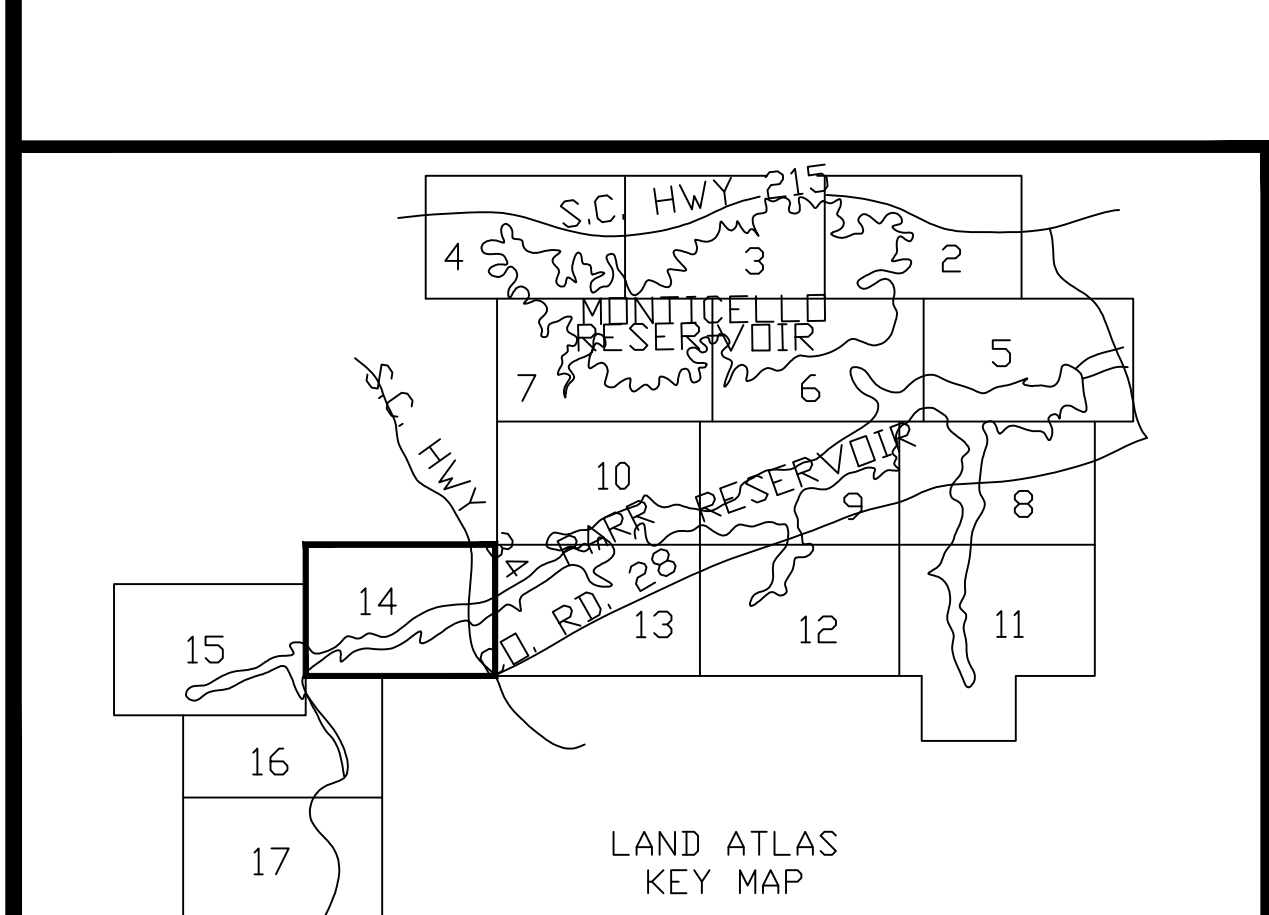 S.C. HWY 215
4
3
2
MONTICELLO
RESERVOIR
5
7
6
S.C. HWY 34
10
PARR RESERVOIR
9
8
14
CO. RD. 28
13
12
11
15
16
17
LAND ATLAS
KEY MAP